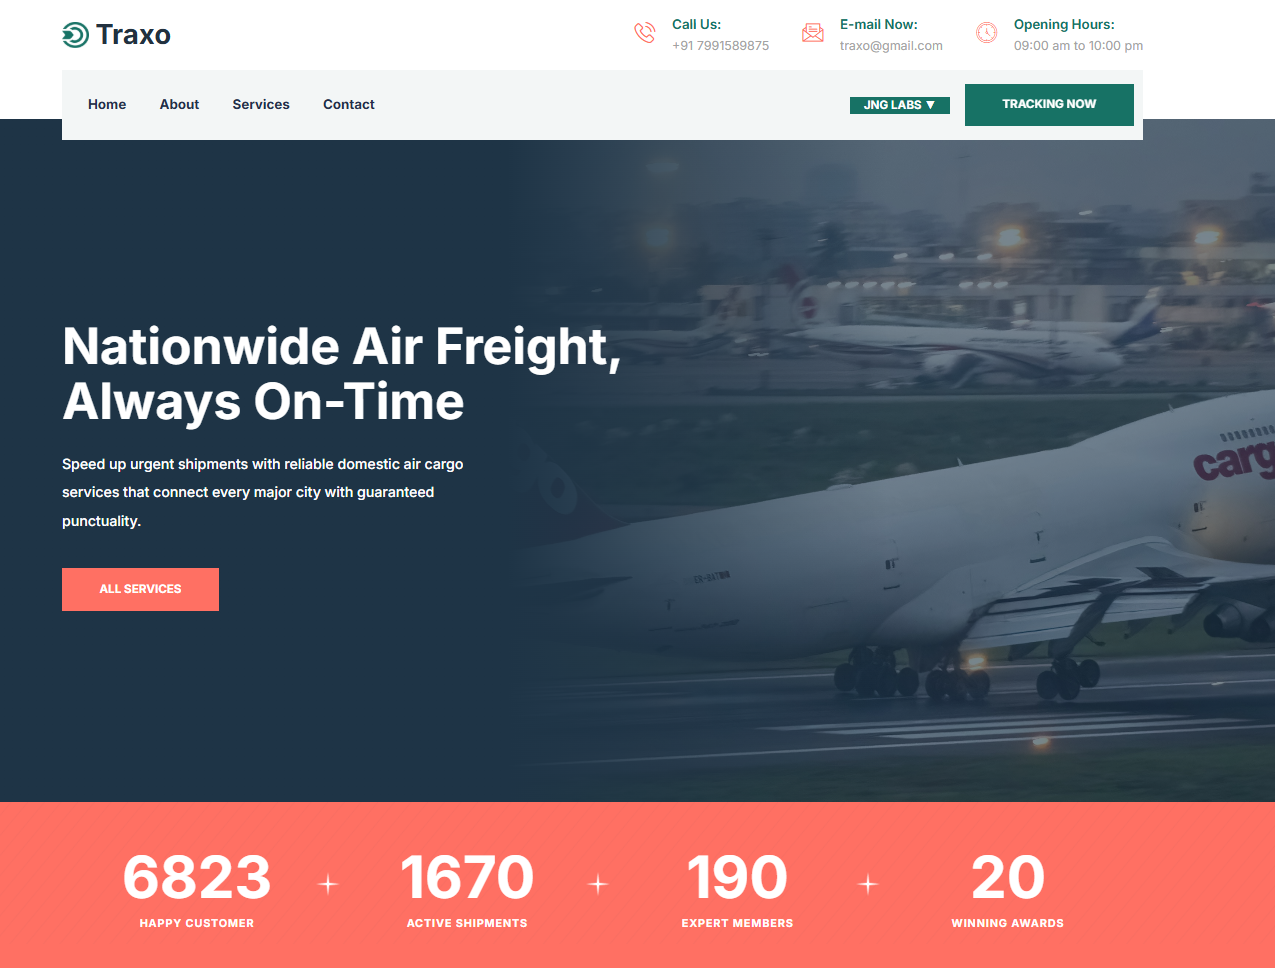 Traxo
Call Us:
+91 7991589875
E-mail Now:
traxo@gmail.com
Opening Hours:
09:00 am to 10:00 pm
Home
About
Services
Contact
JNG LABS ▼
TRACKING NOW
Nationwide Air Freight,
Always On-Time
Speed up urgent shipments with reliable domestic air cargo
services that connect every major city with guaranteed
punctuality.
ALL SERVICES
carg
6823
HAPPY CUSTOMER
1670
ACTIVE SHIPMENTS
190
EXPERT MEMBERS
20
WINNING AWARDS